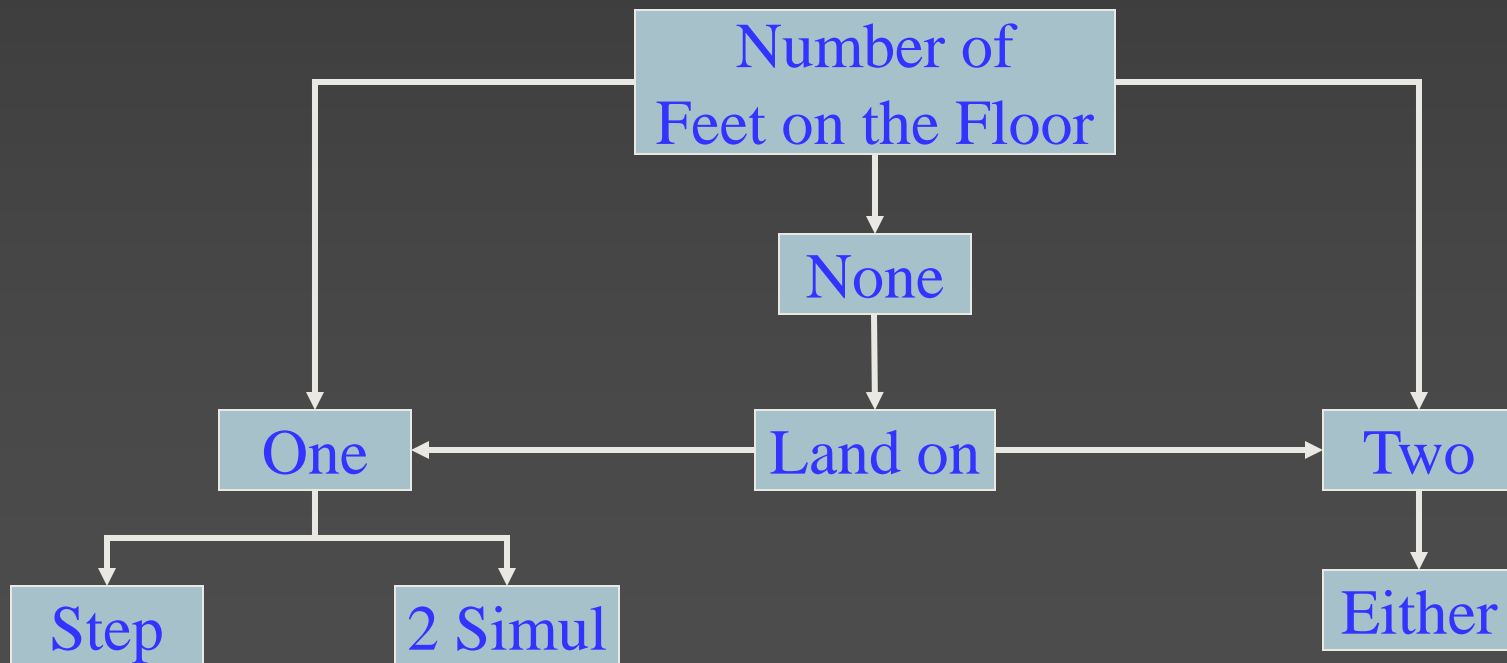 Number of
Feet on the Floor
None
One
Land on
Two
Step
2 Simul
Either